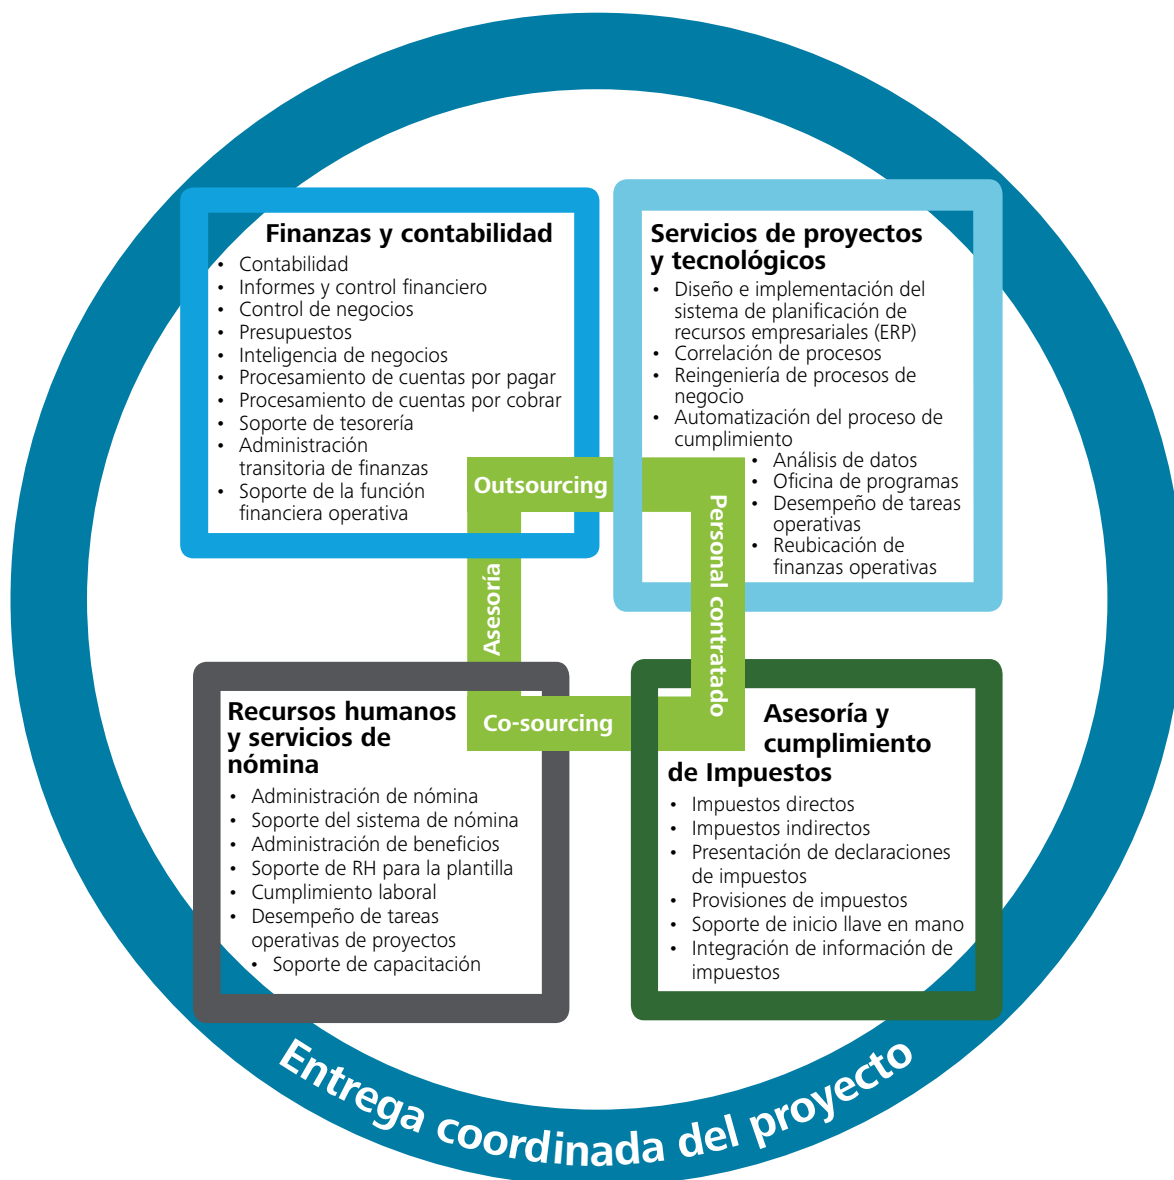 Finanzas y contabilidad
• Contabilidad
• Informes y control financiero
• Control de negocios
• Presupuestos
• Inteligencia de negocios
• Procesamiento de cuentas por pagar
• Procesamiento de cuentas por cobrar
• Soporte de tesorería
• Administración
transitoria de finanzas
• Soporte de la función
financiera operativa
Servicios de proyectos
y tecnológicos
• Diseño e implementación del
sistema de planificación de
recursos empresariales (ERP)
• Correlación de procesos
• Reingeniería de procesos de
negocio
• Automatización del proceso de
cumplimiento
• Análisis de datos
• Oficina de programas
• Desempeño de tareas
operativas
• Reubicación de
finanzas operativas
Outsourcing
Personal contratado
Asesoría
Co-sourcing
Recursos humanos
y servicios de
nómina
• Administración de nómina
• Soporte del sistema de nómina
• Administración de beneficios
• Soporte de RH para la plantilla
• Cumplimiento laboral
• Desempeño de tareas
operativas de proyectos
• Soporte de capacitación
Asesoría y
cumplimiento
de Impuestos
• Impuestos directos
• Impuestos indirectos
• Presentación de declaraciones
de impuestos
• Provisiones de impuestos
• Soporte de inicio llave en mano
• Integración de información de
impuestos
Entrega coordinada del proyecto